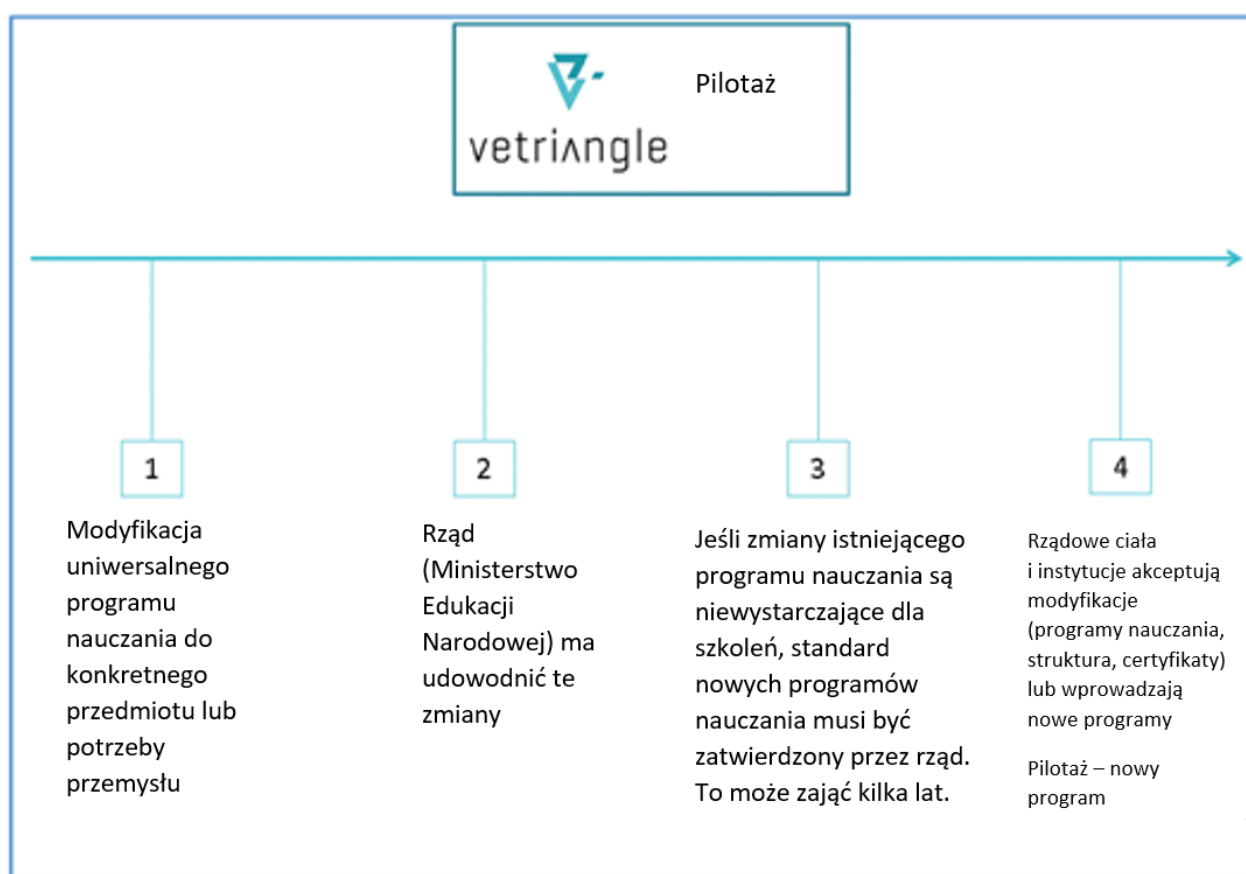 Pilotaż
vetriangle
1
2
3
4
Modyfikacja
uniwersalnego
programu
nauczania do
konkretnego
przedmiotu lub
potrzeby
przemysłu
Rząd
(Ministerstwo
Edukacji
Narodowej) ma
udowodnić te
zmiany
Jeśli zmiany istniejącego
programu nauczania są
niewystarczające dla
szkoleń, standard
nowych programów
nauczania musi być
zatwierdzony przez rząd.
To może zająć kilka lat.
Rządowe ciała
i instytucje akceptują
modyfikacje
(programy nauczania,
struktura, certyfikaty)
lub wprowadzają
nowe programy
Pilotaż – nowy
program